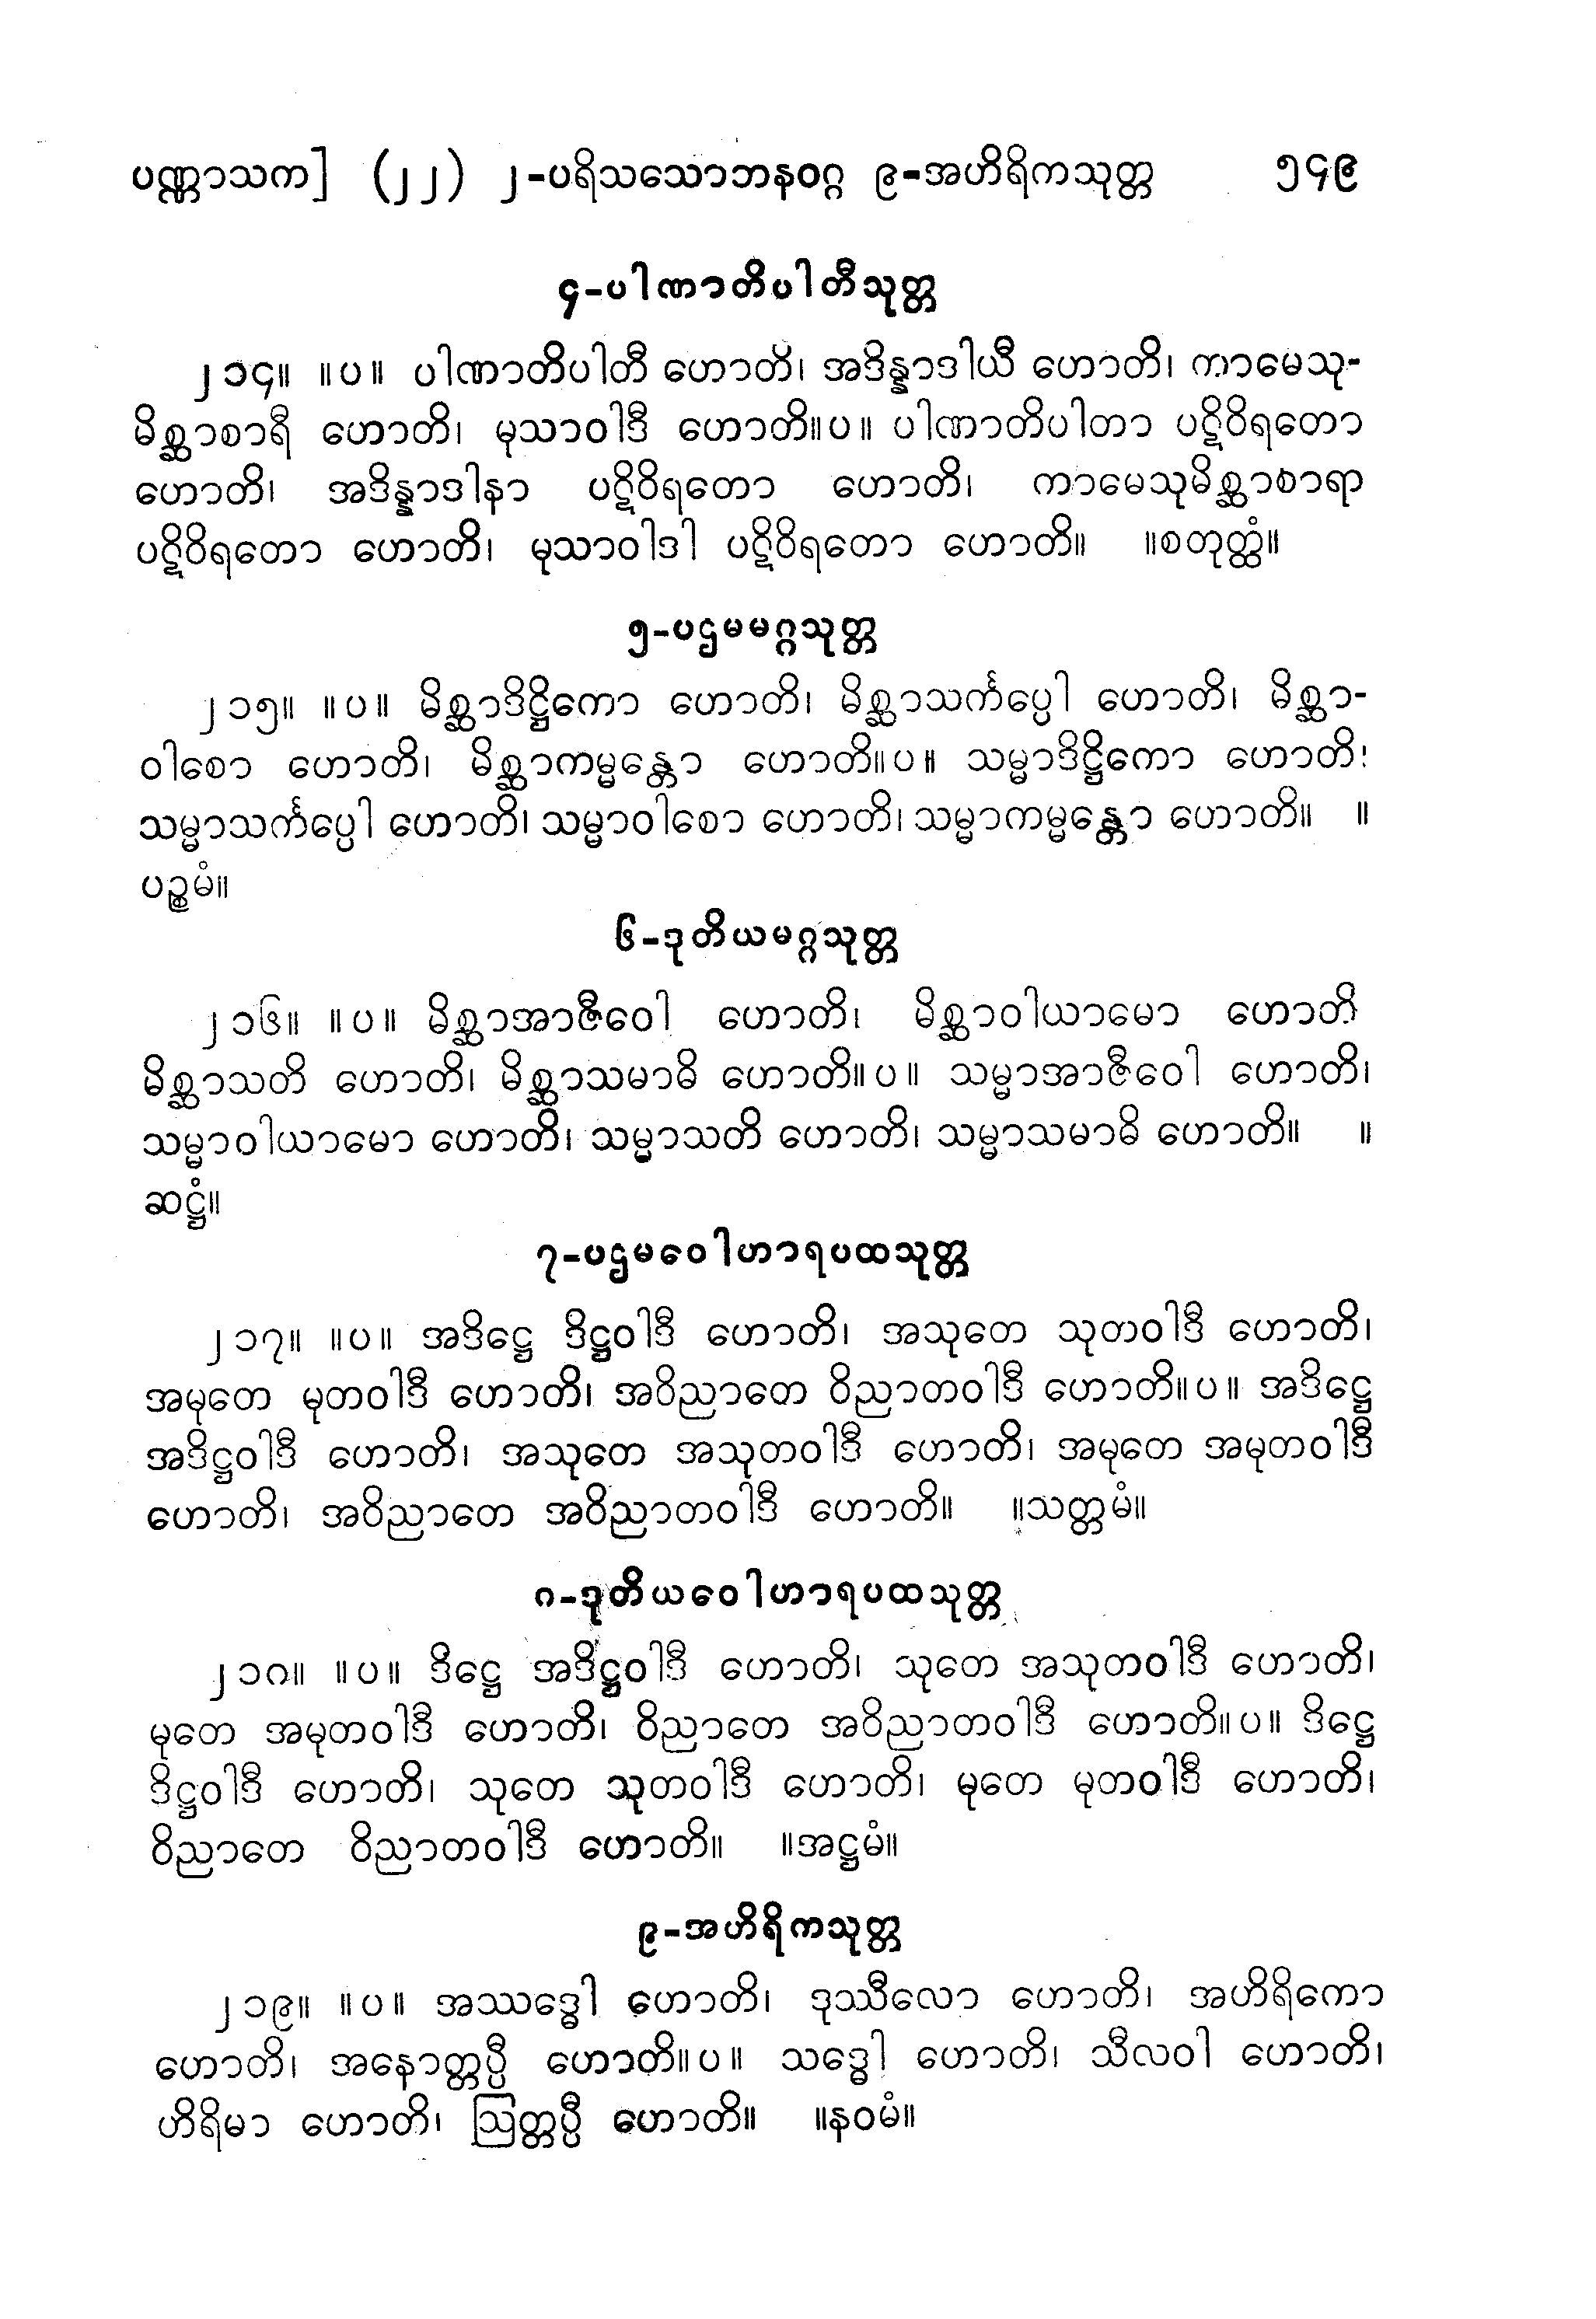 ပဏ္ဏာသက] (၂၂) ၂-ပရိသသောဘနဝဂ္ဂ ၉-အဟိရိကသုတ္တ ၅၄၉
၄-ပါဏာတိပါတီသုတ္တ
၂၁၄။ ။ပ။ ပါဏာတိပါတီ ဟောတိ၊ အဒိန္နာဒါယီ ဟောတိ၊ ကာမေသု-
မိစ္ဆာစာရီ ဟောတိ၊ မုသာဝါဒီ ဟောတိ။ပ။ ပါဏာတိပါတာ ပဋိဝိရတော
ဟောတိ၊ အဒိန္နာဒါနာ ပဋိဝိရတော ဟောတိ၊ ကာမေသုမိစ္ဆာစာရာ
ပဋိဝိရတော ဟောတိ၊ မုသာဝါဒါ ပဋိဝိရတော ဟောတိ။ ။စတုတ္ထံ။
၅-ပဌမမဂ္ဂသုတ္တ
၂၁၅။ ။ပ။ မိစ္ဆာဒိဋ္ဌိကော ဟောတိ၊ မိစ္ဆာသင်္ကပ္ပေါ ဟောတိ၊ မိစ္ဆာ-
ဝါစော ဟောတိ၊ မိစ္ဆာကမ္မန္တော ဟောတိ။ပ။ သမ္မာဒိဋ္ဌိကော ဟောတိ၊
သမ္မာသင်္ကပ္ပေါ ဟောတိ၊ သမ္မာဝါစော ဟောတိ၊ သမ္မာကမ္မန္တော ဟောတိ။ ။
ပဉ္စမံ။
၆-ဒုတိယမဂ္ဂသုတ္တ
၂၁၆။ ။ပ။ မိစ္ဆာအာဇီဝေါ ဟောတိ၊ မိစ္ဆာဝါယာမော ဟောတိ
မိစ္ဆာသတိ ဟောတိ၊ မိစ္ဆာသမာဓိ ဟောတိ။ပ။ သမ္မာအာဇီဝေါ ဟောတိ၊
သမ္မာဝါယာမော ဟောတိ၊ သမ္မာသတိ ဟောတိ၊ သမ္မာသမာဓိ ဟောတိ။ ။
ဆဋ္ဌံ။
၇-ပဌမဝေါဟာရပထသုတ္တ
၂၁၇။ ။ပ။ အဒိဋ္ဌေ ဒိဋ္ဌဝါဒီ ဟောတိ၊ အသုတေ သုတဝါဒီ ဟောတိ၊
အမုတေ မုတဝါဒီ ဟောတိ၊ အဝိညာတေ ဝိညာတဝါဒီ ဟောတိ။ပ။ အဒိဋ္ဌေ
အဒိဋ္ဌဝါဒီ ဟောတိ၊ အသုတေ အသုတဝါဒီ ဟောတိ၊ အမုတေ အမုတဝါဒီ
ဟောတိ၊ အဝိညာတေ အဝိညာတဝါဒီ ဟောတိ။ ။သတ္တမံ။
၈-ဒုတိယဝေါဟာရပထသုတ္တ
၂၁၈။ ။ပ။ ဒိဋ္ဌေ အဒိဋ္ဌဝါဒီ ဟောတိ၊ သုတေ အသုတဝါဒီ ဟောတိ၊
မုတေ အမုတဝါဒီ ဟောတိ၊ ဝိညာတေ အဝိညာတဝါဒီ ဟောတိ။ပ။ ဒိဋ္ဌေ
ဒိဋ္ဌဝါဒီ ဟောတိ၊ သုတေ သုတဝါဒီ ဟောတိ၊ မုတေ မုတဝါဒီ ဟောတိ၊
ဝိညာတေ ဝိညာတဝါဒီ ဟောတိ။ ။အဋ္ဌမံ။
၉-အဟိရိကသုတ္တ
၂၁၉။ ။ပ။ အဿဒ္ဓေါ ဟောတိ၊ ဒုဿီလော ဟောတိ၊ အဟိရိကော
ဟောတိ၊ အနောတ္တပ္ပီ ဟောတိ။ပ။ သဒ္ဓေါ ဟောတိ၊ သီလဝါ ဟောတိ၊
ဟိရိမာ ဟောတိ၊ ဩတ္တပ္ပီ ဟောတိ။ ။နဝမံ။